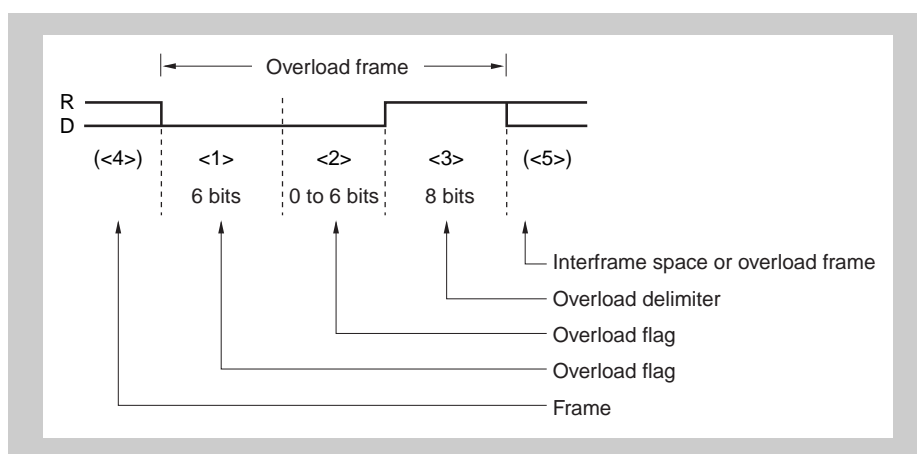 Overload frame
R
D
(<4>) <1> <2> <3> (<5>)
6 bits 0 to 6 bits 8 bits
Interframe space or overload frame
Overload delimiter
Overload flag
Overload flag
Frame